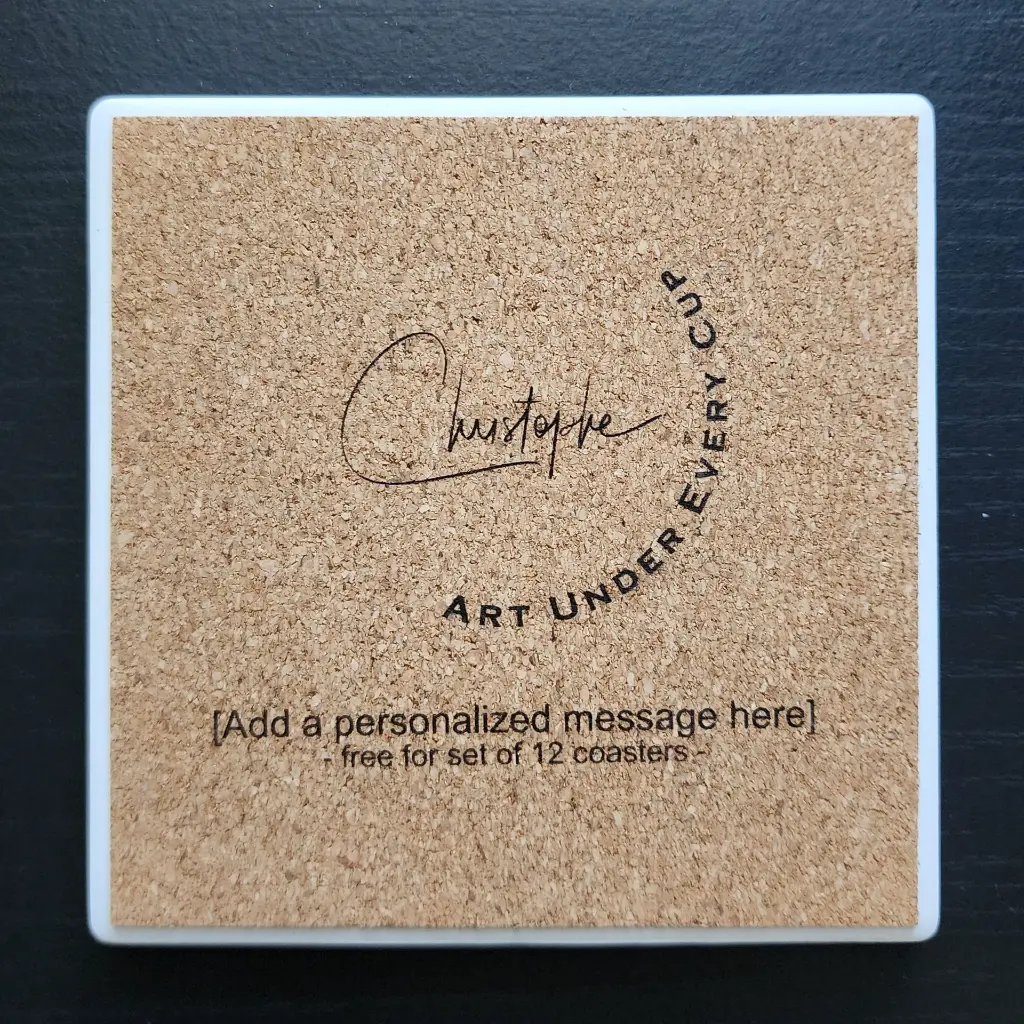 Christophe
Art Under Every Cup
[Add a personalized message here]
- free for set of 12 coasters -